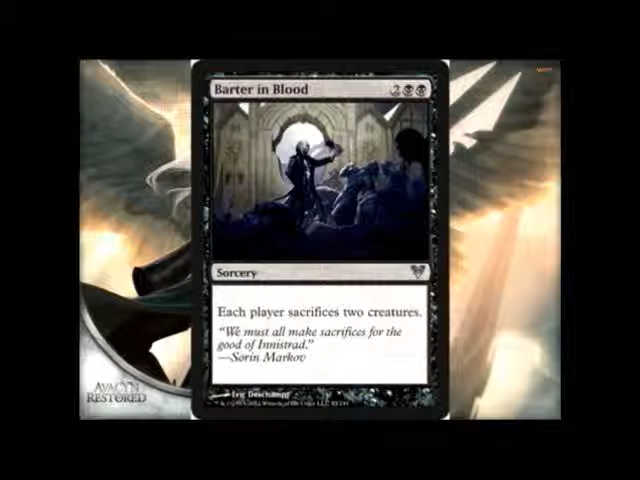 Barter in Blood 2
Sorcery
Each player sacrifices two creatures.
"We must all make sacrifices for the
good of Innistrad."
—Sorin Markov
AVACYN
RESTORED